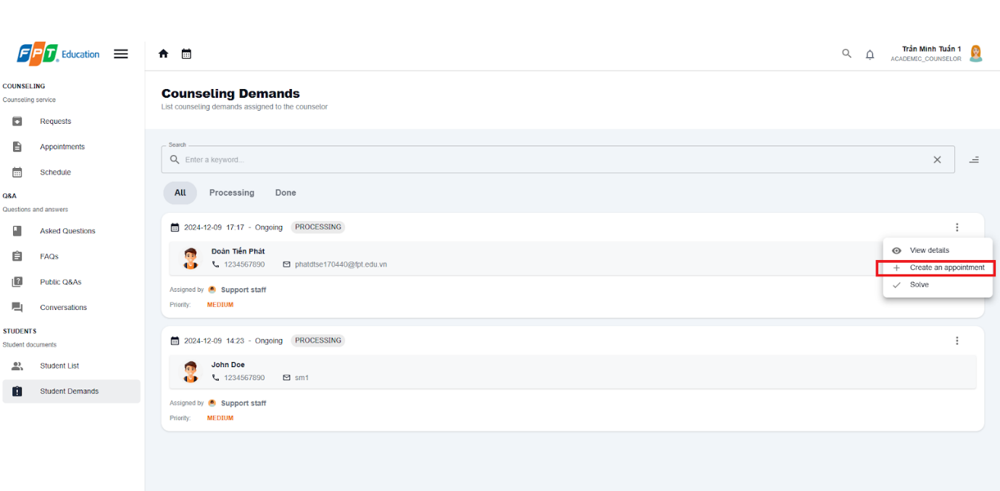 FPT Education
Trần Minh Tuấn 1
ACADEMIC_COUNSELOR
COUNSELING
Counseling service
Requests
Appointments
Schedule
Q&A
Questions and answers
Asked Questions
FAQs
Public Q&As
Conversations
STUDENTS
Student documents
Student List
Student Demands
Counseling Demands
List counseling demands assigned to the counselor
Search
Enter a keyword...
All Processing Done
2024-12-09 17:17 - Ongoing PROCESSING
Đoàn Tiến Phát
1234567890 phatdtse170440@fpt.edu.vn
Assigned by Support staff
Priority: MEDIUM
View details
Create an appointment
Solve
2024-12-09 14:23 - Ongoing PROCESSING
John Doe
1234567890 sm1
Assigned by Support staff
Priority: MEDIUM